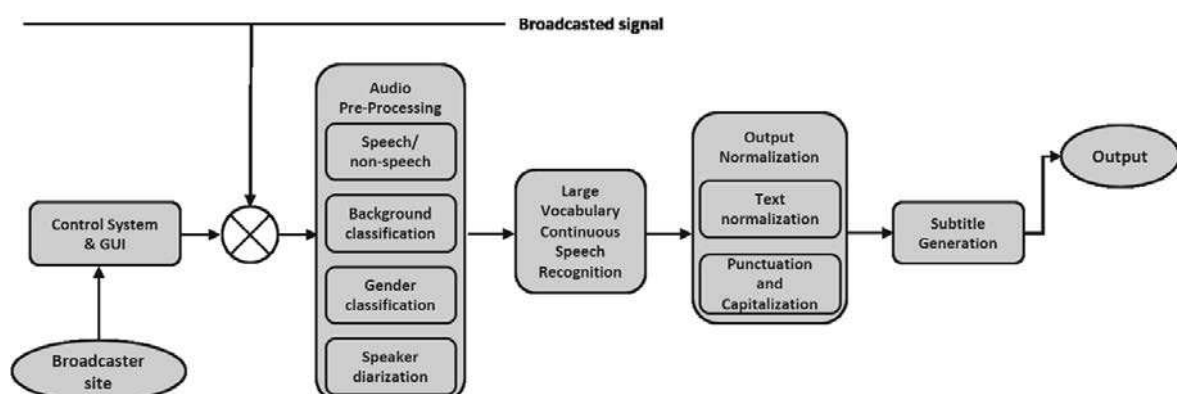 Broadcasted signal
Audio
Pre-Processing
Speech/
non-speech
Background
classification
Gender
classification
Speaker
diarization
Control System
& GUI
Broadcaster
site
Large
Vocabulary
Continuous
Speech
Recognition
Output
Normalization
Text
normalization
Punctuation
and
Capitalization
Subtitle
Generation
Output